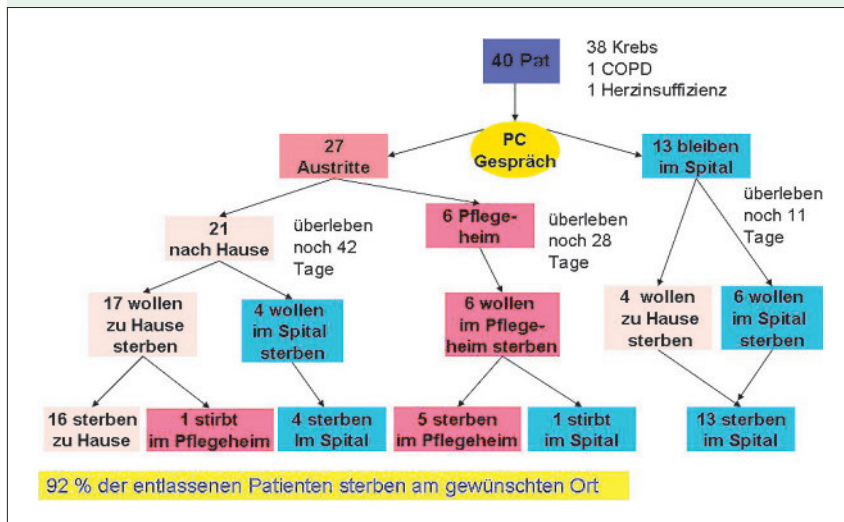 40 Pat
38 Krebs
1 COPD
1 Herzinsuffizienz
PC
Gespräch
27
Austritte
13 bleiben
im Spital
21
nach Hause
überleben
noch 42
Tage
6 Pflege-
heim
überleben
noch 28
Tage
überleben
noch 11
Tage
17 wollen
zu Hause
sterben
4 wollen
im Spital
sterben
6 wollen
im Pflege-
heim sterben
4 wollen
zu Hause
sterben
6 wollen
im Spital
sterben
16 sterben
zu Hause
1 stirbt
im Pflegeheim
4 sterben
Im Spital
5 sterben
im Pflegeheim
1 stirbt
im Spital
13 sterben
im Spital
92 % der entlassenen Patienten sterben am gewünschten Ort